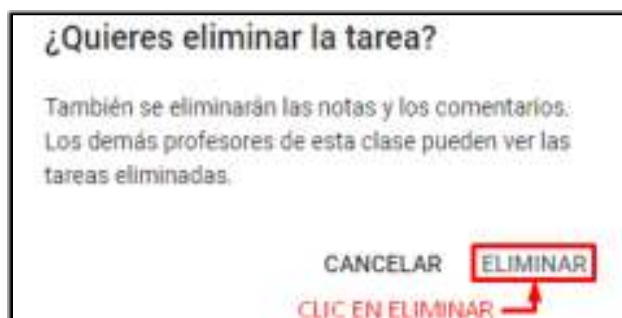 ¿Quieres eliminar la tarea?
También se eliminarán las notas y los comentarios.
Los demás profesores de esta clase pueden ver las
tareas eliminadas.
CANCELAR ELIMINAR
CLIC EN ELIMINAR